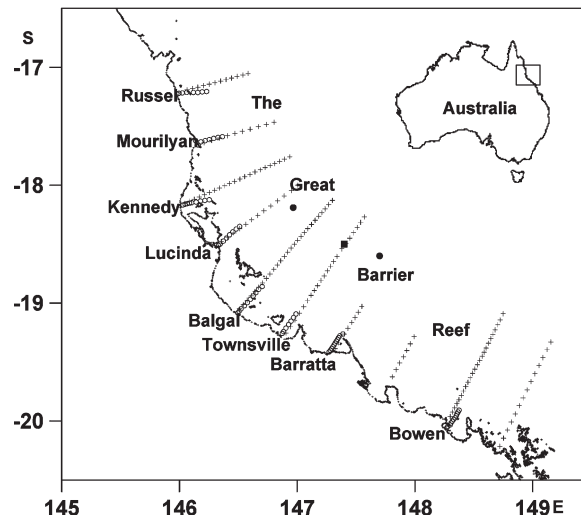 S
-17
Russel
The
Australia
Mourilyan
-18
Great
Kennedy
Lucinda
Barrier
-19
Balgal
Townsville
Reef
Barratta
-20
Bowen
145 146 147 148 149 E